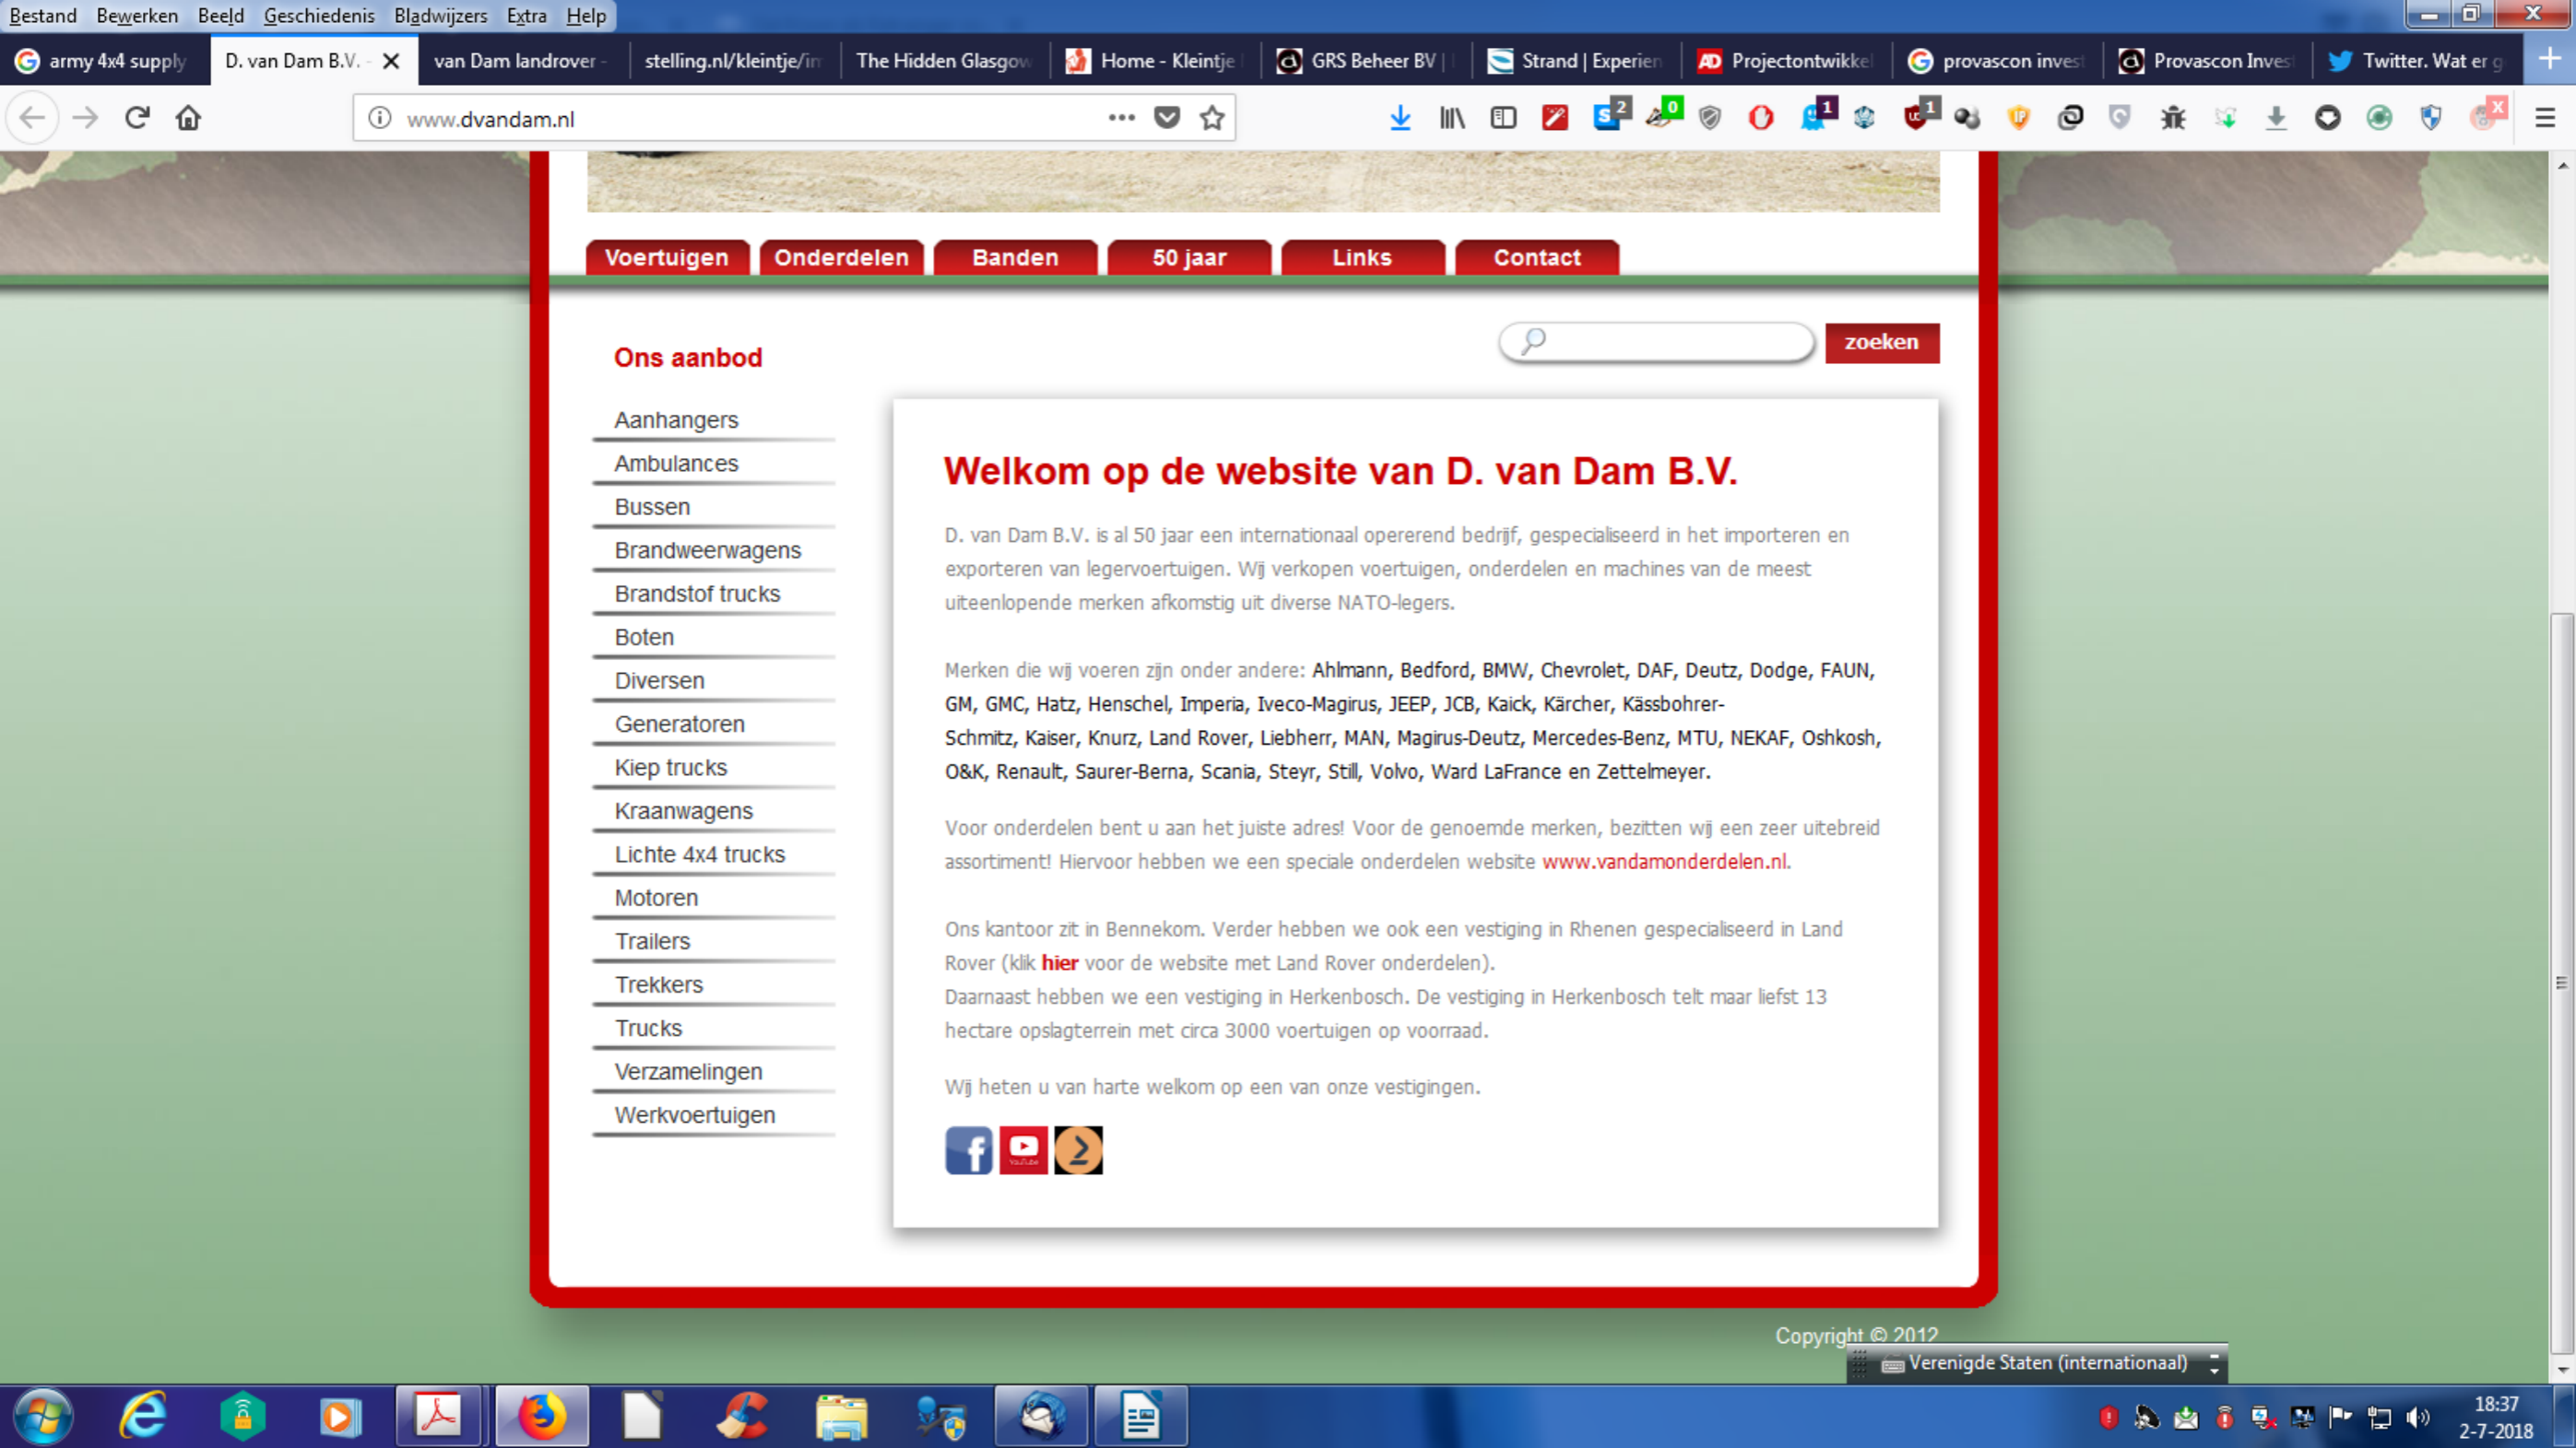 Bestand Bewerken Beeld Geschiedenis Bladwijzers Extra Help
army 4x4 supply
D. van Dam B.V. -
van Dam landrover -
stelling.nl/kleintje/in
The Hidden Glasgow
Home - Kleintje
GRS Beheer BV |
Strand | Experien
AD Projectontwikkel
provascon invest
Provascon Invest
Twitter. Wat er g
www.dvandam.nl
2 0 1 1 X
Voertuigen Onderdelen Banden 50 jaar Links Contact
zoeken
Ons aanbod
Aanhangers
Ambulances
Bussen
Brandweerwagens
Brandstof trucks
Boten
Diversen
Generatoren
Kiep trucks
Kraanwagens
Lichte 4x4 trucks
Motoren
Trailers
Trekkers
Trucks
Verzamelingen
Werkvoertuigen
Welkom op de website van D. van Dam B.V.
D. van Dam B.V. is al 50 jaar een internationaal opererend bedrijf, gespecialiseerd in het importeren en
exporteren van legervoertuigen. Wij verkopen voertuigen, onderdelen en machines van de meest
uiteenlopende merken afkomstig uit diverse NATO-legers.
Merken die wij voeren zijn onder andere: Ahlmann, Bedford, BMW, Chevrolet, DAF, Deutz, Dodge, FAUN,
GM, GMC, Hatz, Henschel, Imperia, Iveco-Magirus, JEEP, JCB, Kaick, Kärcher, Kässbohrer-
Schmitz, Kaiser, Knurz, Land Rover, Liebherr, MAN, Magirus-Deutz, Mercedes-Benz, MTU, NEKAF, Oshkosh,
O&K, Renault, Saurer-Berna, Scania, Steyr, Still, Volvo, Ward LaFrance en Zettelmeyer.
Voor onderdelen bent u aan het juiste adres! Voor de genoemde merken, bezitten wij een zeer uitebreid
assortiment! Hiervoor hebben we een speciale onderdelen website www.vandamonderdelen.nl.
Ons kantoor zit in Bennekom. Verder hebben we ook een vestiging in Rhenen gespecialiseerd in Land
Rover (klik hier voor de website met Land Rover onderdelen).
Daarnaast hebben we een vestiging in Herkenbosch. De vestiging in Herkenbosch telt maar liefst 13
hectare opslagterrein met circa 3000 voertuigen op voorraad.
Wij heten u van harte welkom op een van onze vestigingen.
YouTube
Copyright © 2012
Verenigde Staten (internationaal)
18:37
2-7-2018